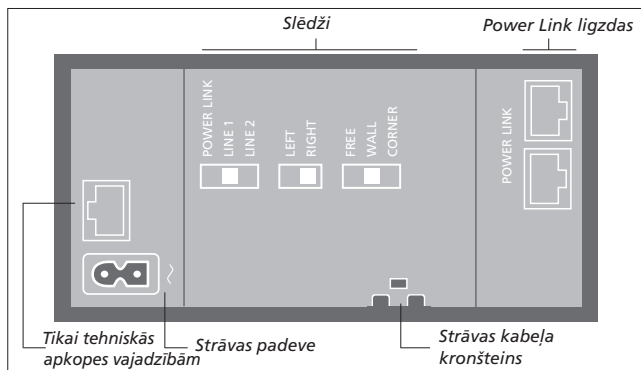 Slēdži
Power Link ligzdas
POWER LINK
LINE 1
LINE 2
LEFT
RIGHT
FREE
WALL
CORNER
POWER LINK
Tikai tehniskās
apkopes vajadzībām
Strāvas padeve
Strāvas kabeļa
kronšteins